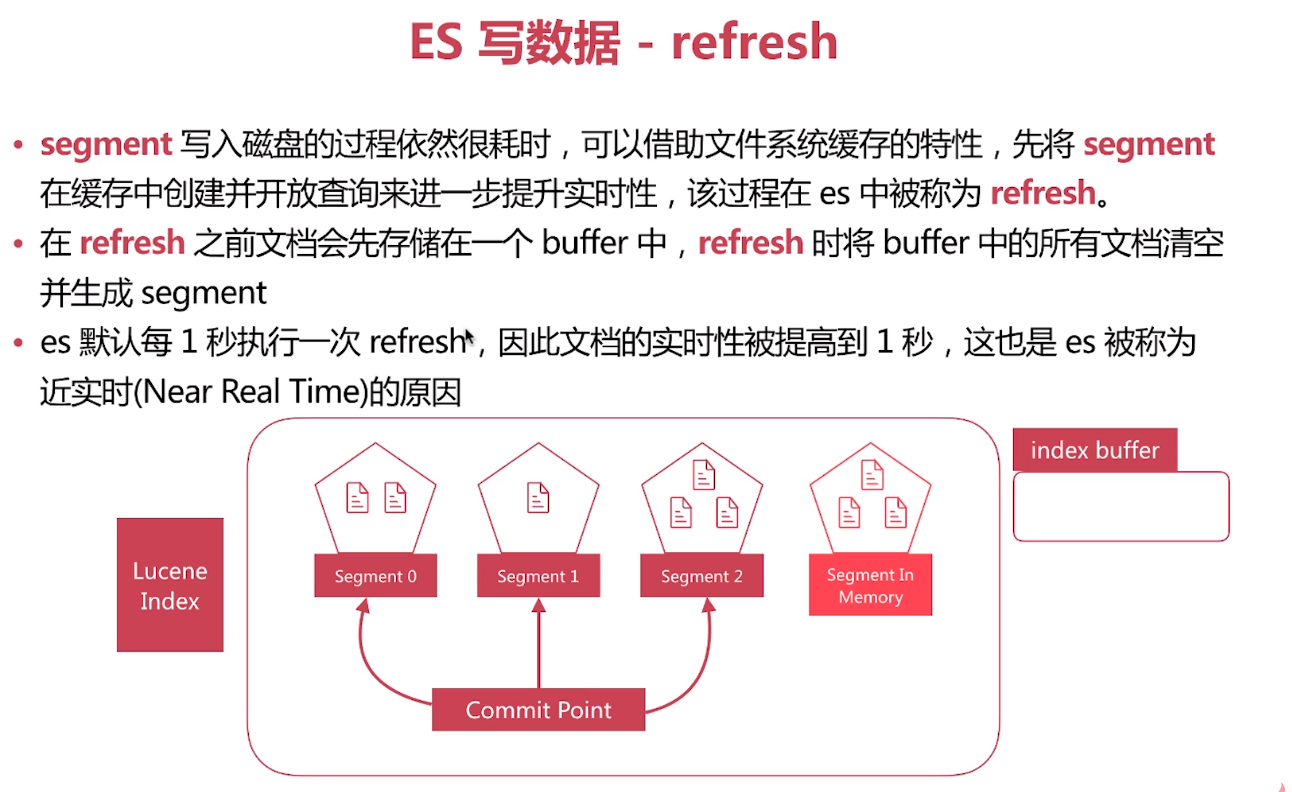 ES 写数据 - refresh
• segment 写入磁盘的过程依然很耗时，可以借助文件系统缓存的特性，先将 segment
在缓存中创建并开放查询来进一步提升实时性，该过程在 es 中被称为 refresh。
• 在 refresh 之前文档会先存储在一个 buffer 中，refresh 时将 buffer 中的所有文档清空
并生成 segment
• es 默认每 1 秒执行一次 refresh，因此文档的实时性被提高到 1 秒，这也是 es 被称为
近实时(Near Real Time)的原因
index buffer
Lucene
Index
Segment 0
Segment 1
Segment 2
Segment In
Memory
Commit Point